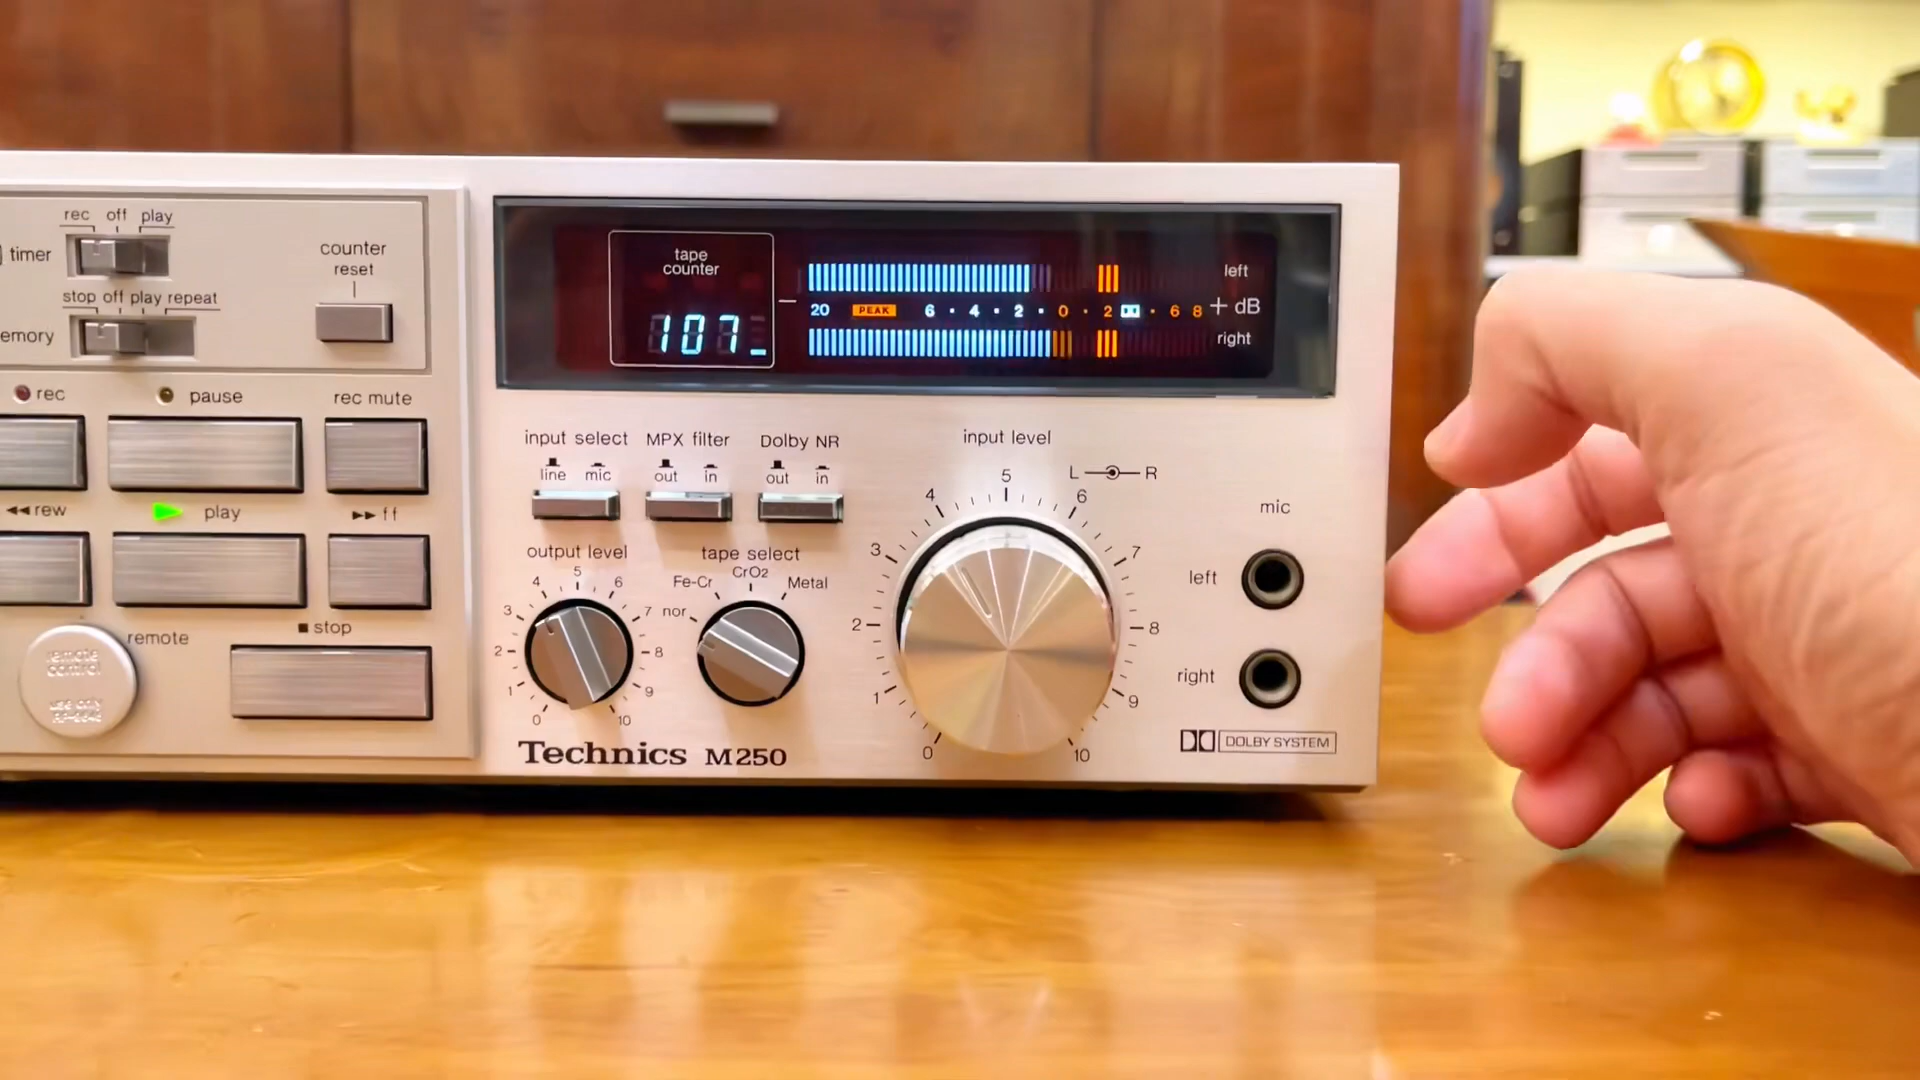 rec off play
timer
stop off play repeat
emory
counter
reset
rec
pause
rec mute
◀◀ rew
play
▶▶ ff
remote
remote
control
use only
■ stop
tape
counter
107
left
− 20 PEAK 6 · 4 · 2 · 0 · 2 · 6 8 + dB
right
input select
line mic
MPX filter
out in
Dolby NR
out in
output level
0 1 2 3 4 5 6 7 8 9 10
tape select
nor Fe-Cr CrO2 Metal
input level
L R
0 1 2 3 4 5 6 7 8 9 10
mic
left
right
Technics M250
DOLBY SYSTEM